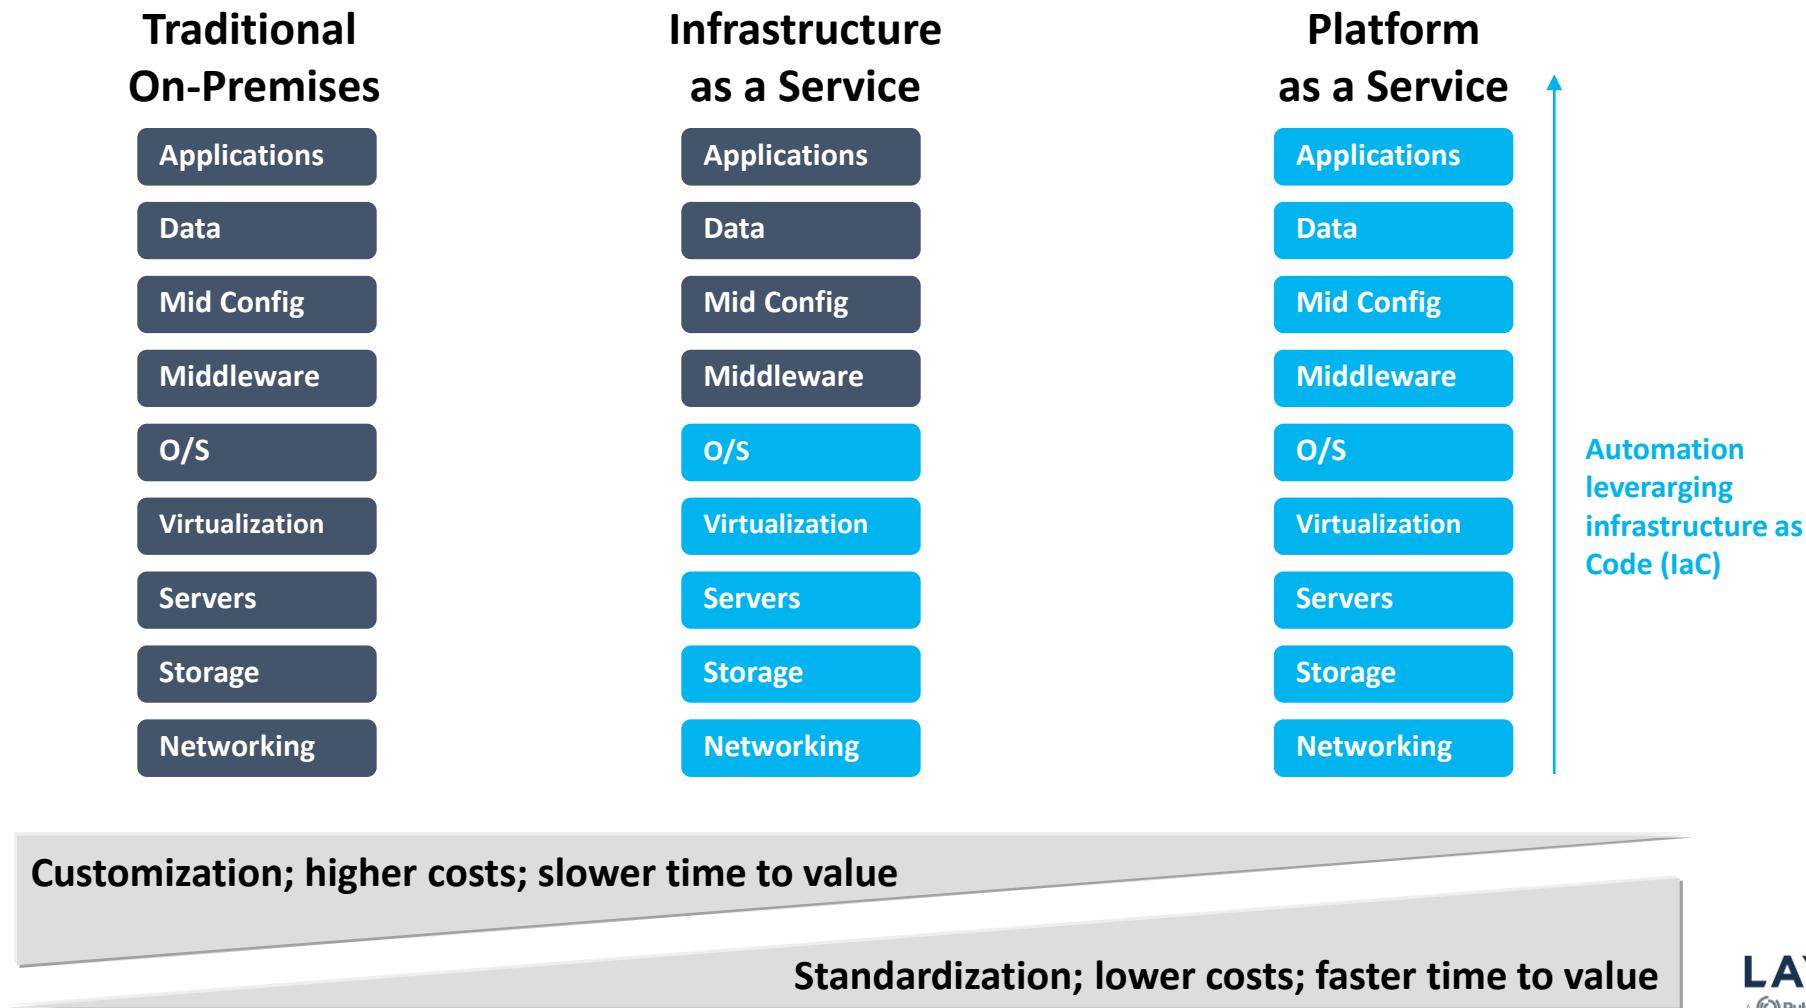 Traditional
On-Premises
Applications
Data
Mid Config
Middleware
O/S
Virtualization
Servers
Storage
Networking
Infrastructure
as a Service
Applications
Data
Mid Config
Middleware
O/S
Virtualization
Servers
Storage
Networking
Platform
as a Service
Applications
Data
Mid Config
Middleware
O/S
Virtualization
Servers
Storage
Networking
Automation
leverarging
infrastructure as
Code (IaC)
Customization; higher costs; slower time to value
Standardization; lower costs; faster time to value